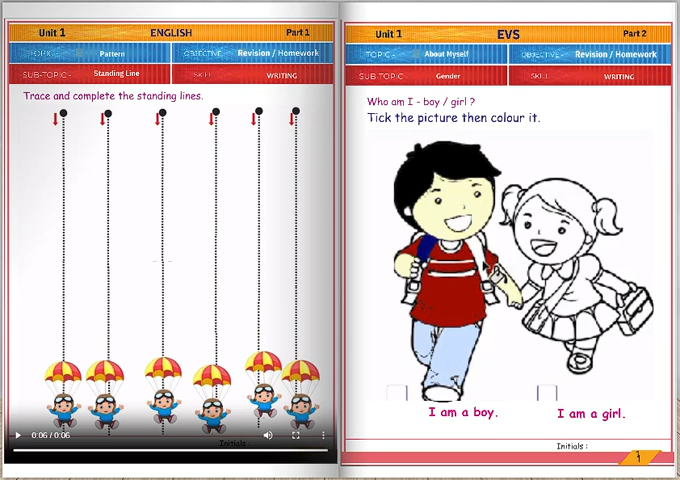 Unit 1 ENGLISH Part 1
TOPIC - Pattern OBJECTIVE - Revision / Homework
SUB-TOPIC - Standing Line SKILL WRITING
Trace and complete the standing lines.
0:06 / 0:06
Initials :
Unit 1 EVS Part 2
TOPIC - About Myself OBJECTIVE - Revision / Homework
SUB TOPIC Gender SKILL WRITING
Who am I - boy / girl ?
Tick the picture then colour it.
I am a boy. I am a girl.
Initials :
1